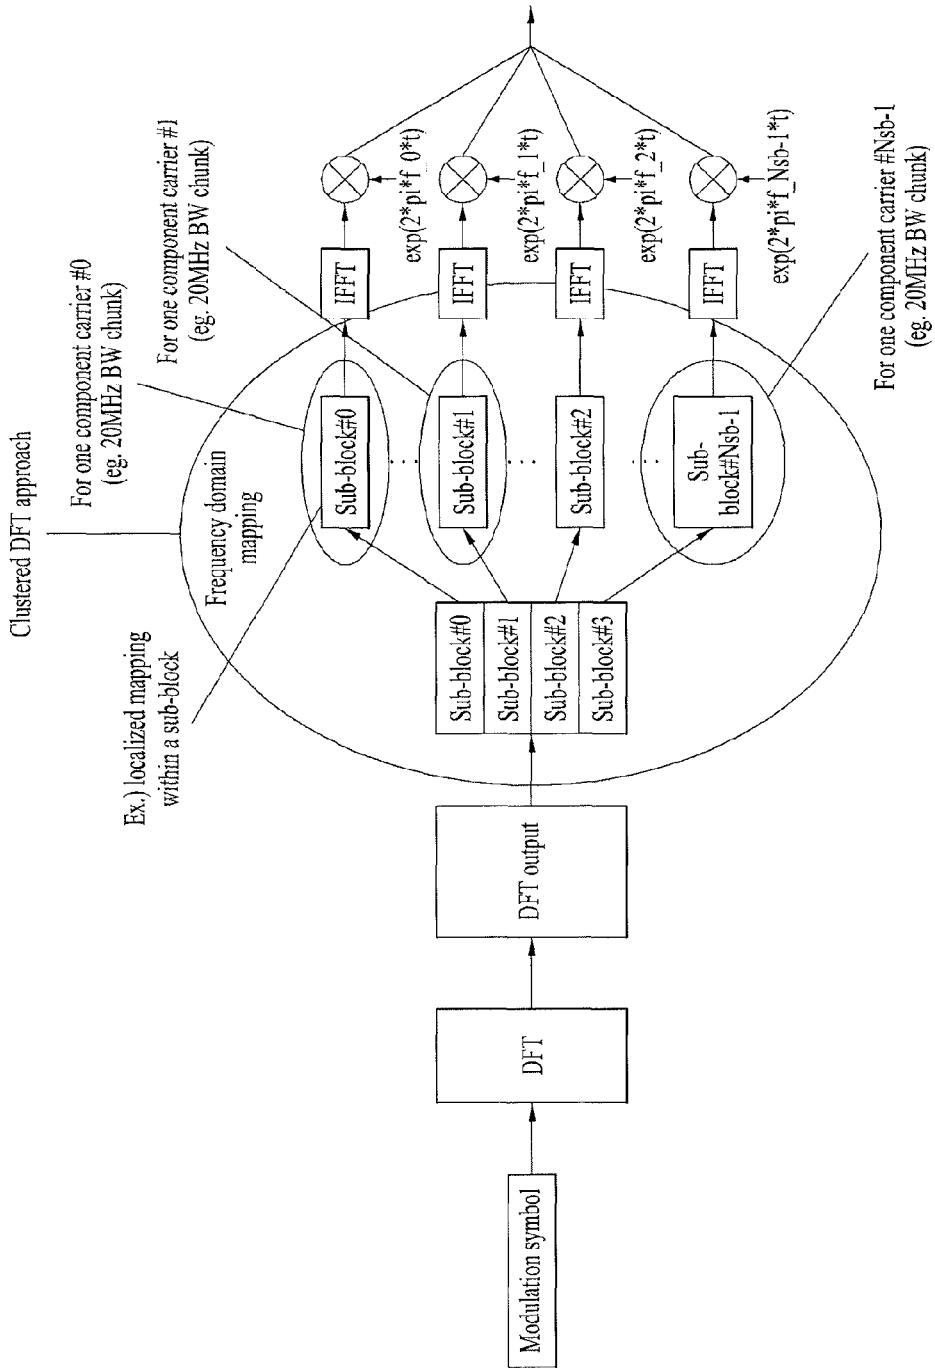 Clustered DFT approach
For one component carrier #0
(eg. 20MHz BW chunk)
For one component carrier #1
(eg. 20MHz BW chunk)
Ex.) localized mapping
within a sub-block
Frequency domain
mapping
Modulation symbol
DFT
DFT output
Sub-block#0
Sub-block#1
Sub-block#2
Sub-block#3
Sub-block#0
IFFT
exp(2*pi*f_0*t)
...
Sub-block#1
IFFT
exp(2*pi*f_1*t)
...
Sub-block#2
IFFT
exp(2*pi*f_2*t)
...
Sub-
block#Nsb-1
IFFT
exp(2*pi*f_Nsb-1*t)
For one component carrier #Nsb-1
(eg. 20MHz BW chunk)